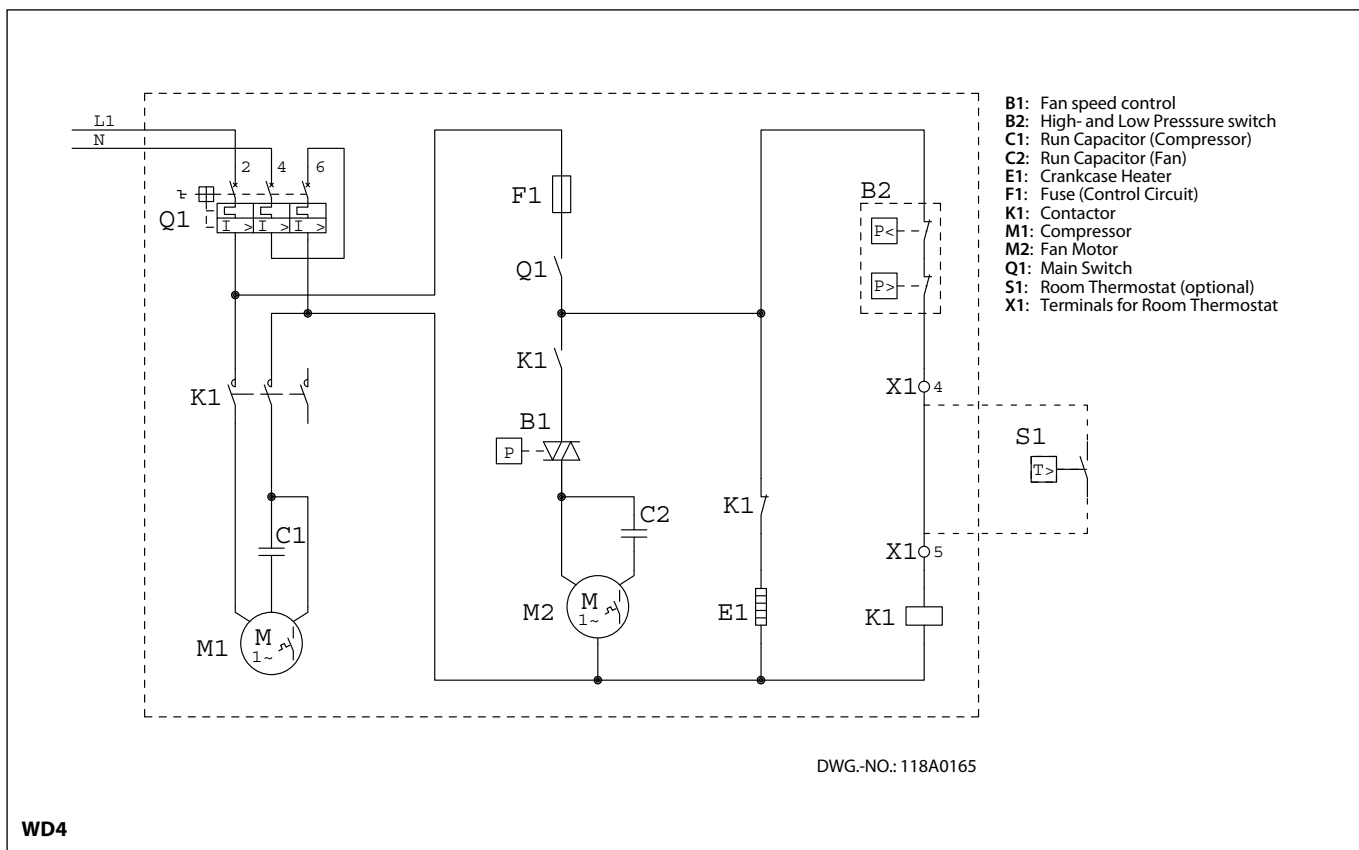 L1
N
2 4 6
Q1
I > I > I >
K1
C1
M1
M
1~
F1
Q1
K1
B1
P
C2
M2
M
1~
K1
E1
B2
P<
P>
X1 4
S1
T>
X1 5
K1
B1: Fan speed control
B2: High- and Low Presssure switch
C1: Run Capacitor (Compressor)
C2: Run Capacitor (Fan)
E1: Crankcase Heater
F1: Fuse (Control Circuit)
K1: Contactor
M1: Compressor
M2: Fan Motor
Q1: Main Switch
S1: Room Thermostat (optional)
X1: Terminals for Room Thermostat
DWG.-NO.: 118A0165
WD4